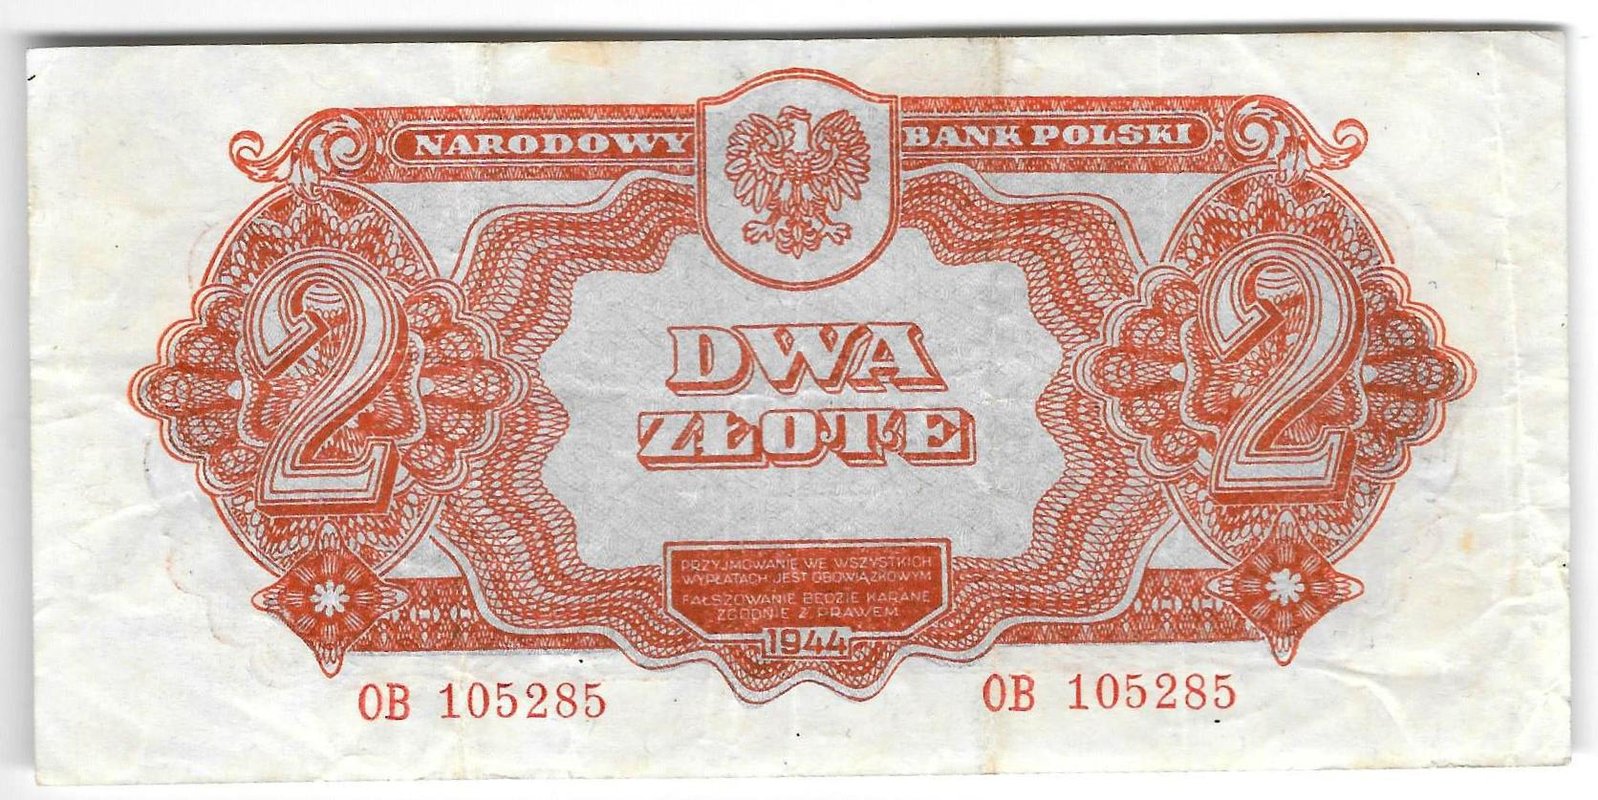 NARODOWY BANK POLSKI
2 2
DWA
ZŁOTE
PRZYJMOWANIE WE WSZYSTKICH
WYPŁATACH JEST OBOWIĄZKOWYM
FAŁSZOWANIE BĘDZIE KARANE
ZGODNIE Z PRAWEM
1944
OB 105285 OB 105285